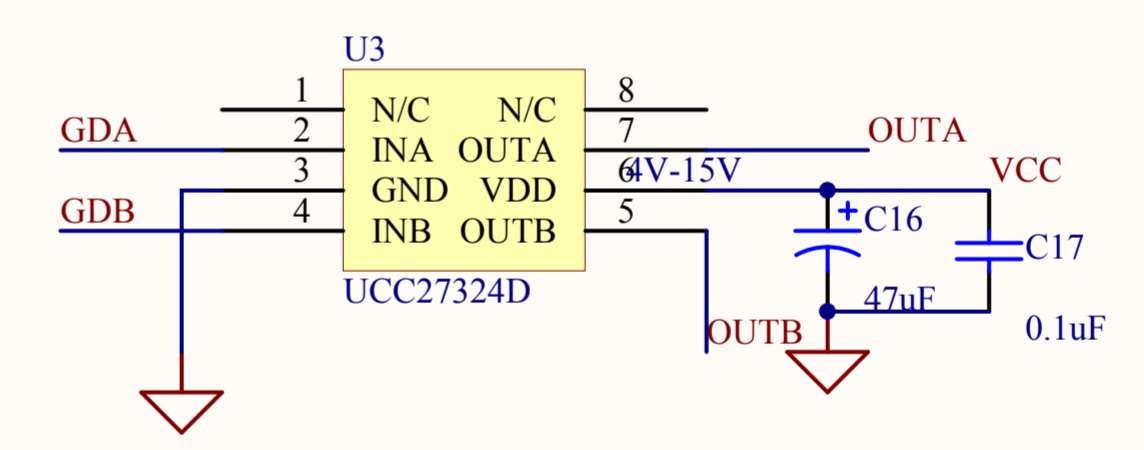 U3
1 N/C N/C 8
GDA 2 INA OUTA 7 OUTA
3 GND VDD 6 4V-15V VCC
GDB 4 INB OUTB 5
+ C16
C17
UCC27324D
47uF
OUTB
0.1uF